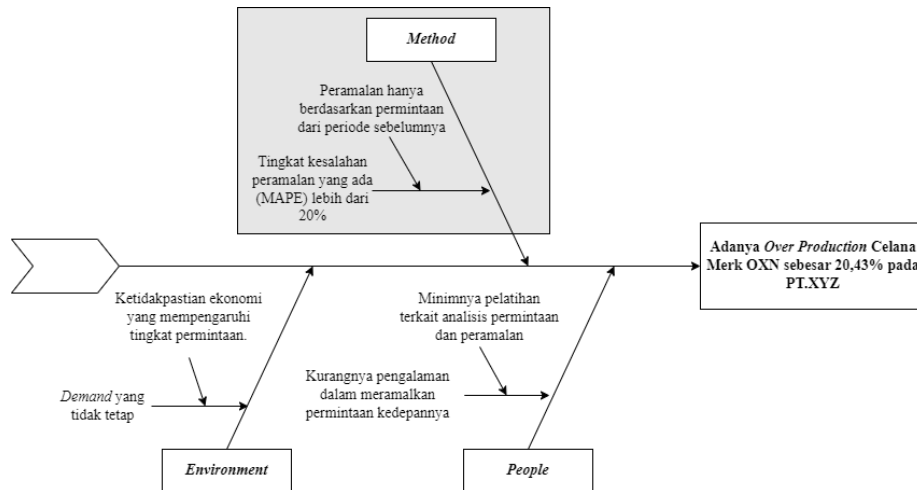 Method
Peramalan hanya
berdasarkan permintaan
dari periode sebelumnya
Tingkat kesalahan
peramalan yang ada
(MAPE) lebih dari
20%
Adanya Over Production Celana
Merk OXN sebesar 20,43% pada
PT.XYZ
Ketidakpastian ekonomi
yang mempengaruhi
tingkat permintaan.
Demand yang
tidak tetap
Minimnya pelatihan
terkait analisis permintaan
dan peramalan
Kurangnya pengalaman
dalam meramalkan
permintaan kedepannya
Environment
People